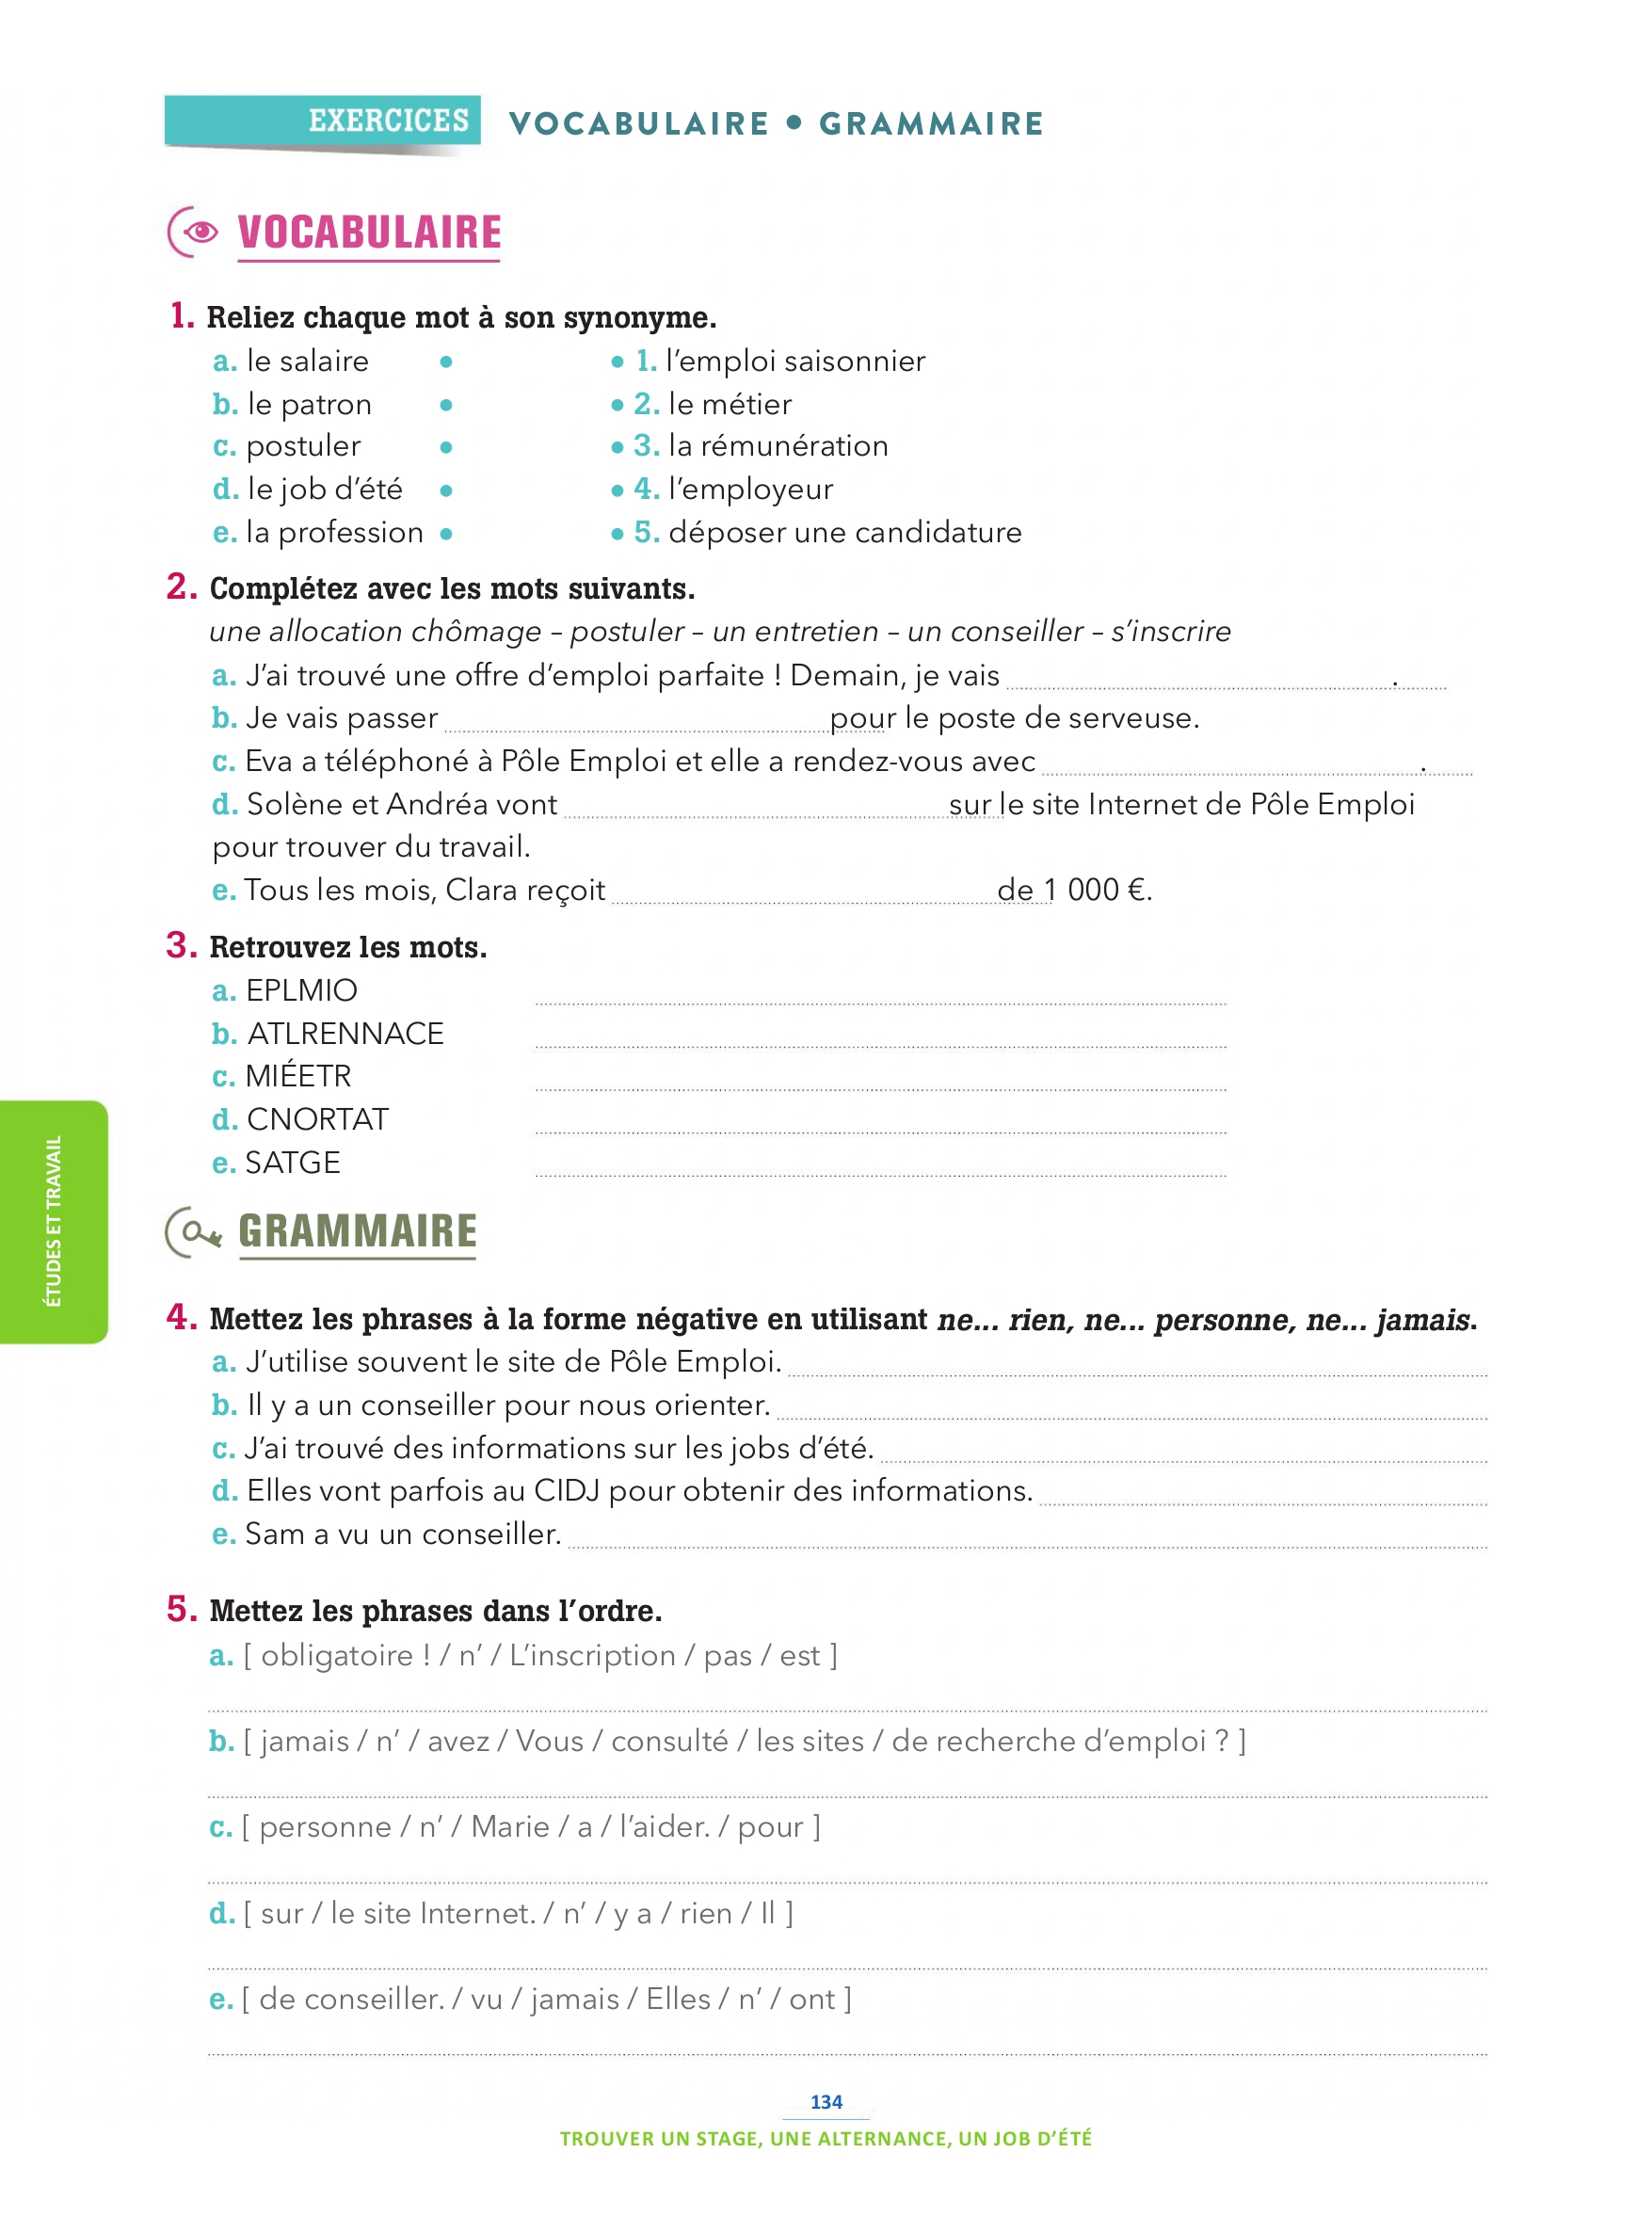 EXERCICES VOCABULAIRE • GRAMMAIRE
VOCABULAIRE
1. Reliez chaque mot à son synonyme.
a. le salaire • • 1. l’emploi saisonnier
b. le patron • • 2. le métier
c. postuler • • 3. la rémunération
d. le job d’été • • 4. l’employeur
e. la profession • • 5. déposer une candidature
2. Complétez avec les mots suivants.
une allocation chômage – postuler – un entretien – un conseiller – s’inscrire
a. J’ai trouvé une offre d’emploi parfaite ! Demain, je vais .
b. Je vais passer pour le poste de serveuse.
c. Eva a téléphoné à Pôle Emploi et elle a rendez-vous avec .
d. Solène et Andréa vont sur le site Internet de Pôle Emploi
pour trouver du travail.
e. Tous les mois, Clara reçoit de 1 000 €.
3. Retrouvez les mots.
a. EPLMIO
b. ATLRENNACE
c. MIÉETR
d. CNORTAT
e. SATGE
ÉTUDES ET TRAVAIL
GRAMMAIRE
4. Mettez les phrases à la forme négative en utilisant ne... rien, ne... personne, ne... jamais.
a. J’utilise souvent le site de Pôle Emploi.
b. Il y a un conseiller pour nous orienter.
c. J’ai trouvé des informations sur les jobs d’été.
d. Elles vont parfois au CIDJ pour obtenir des informations.
e. Sam a vu un conseiller.
5. Mettez les phrases dans l’ordre.
a. [ obligatoire ! / n’ / L’inscription / pas / est ]
b. [ jamais / n’ / avez / Vous / consulté / les sites / de recherche d’emploi ? ]
c. [ personne / n’ / Marie / a / l’aider. / pour ]
d. [ sur / le site Internet. / n’ / y a / rien / Il ]
e. [ de conseiller. / vu / jamais / Elles / n’ / ont ]
134
TROUVER UN STAGE, UNE ALTERNANCE, UN JOB D’ÉTÉ